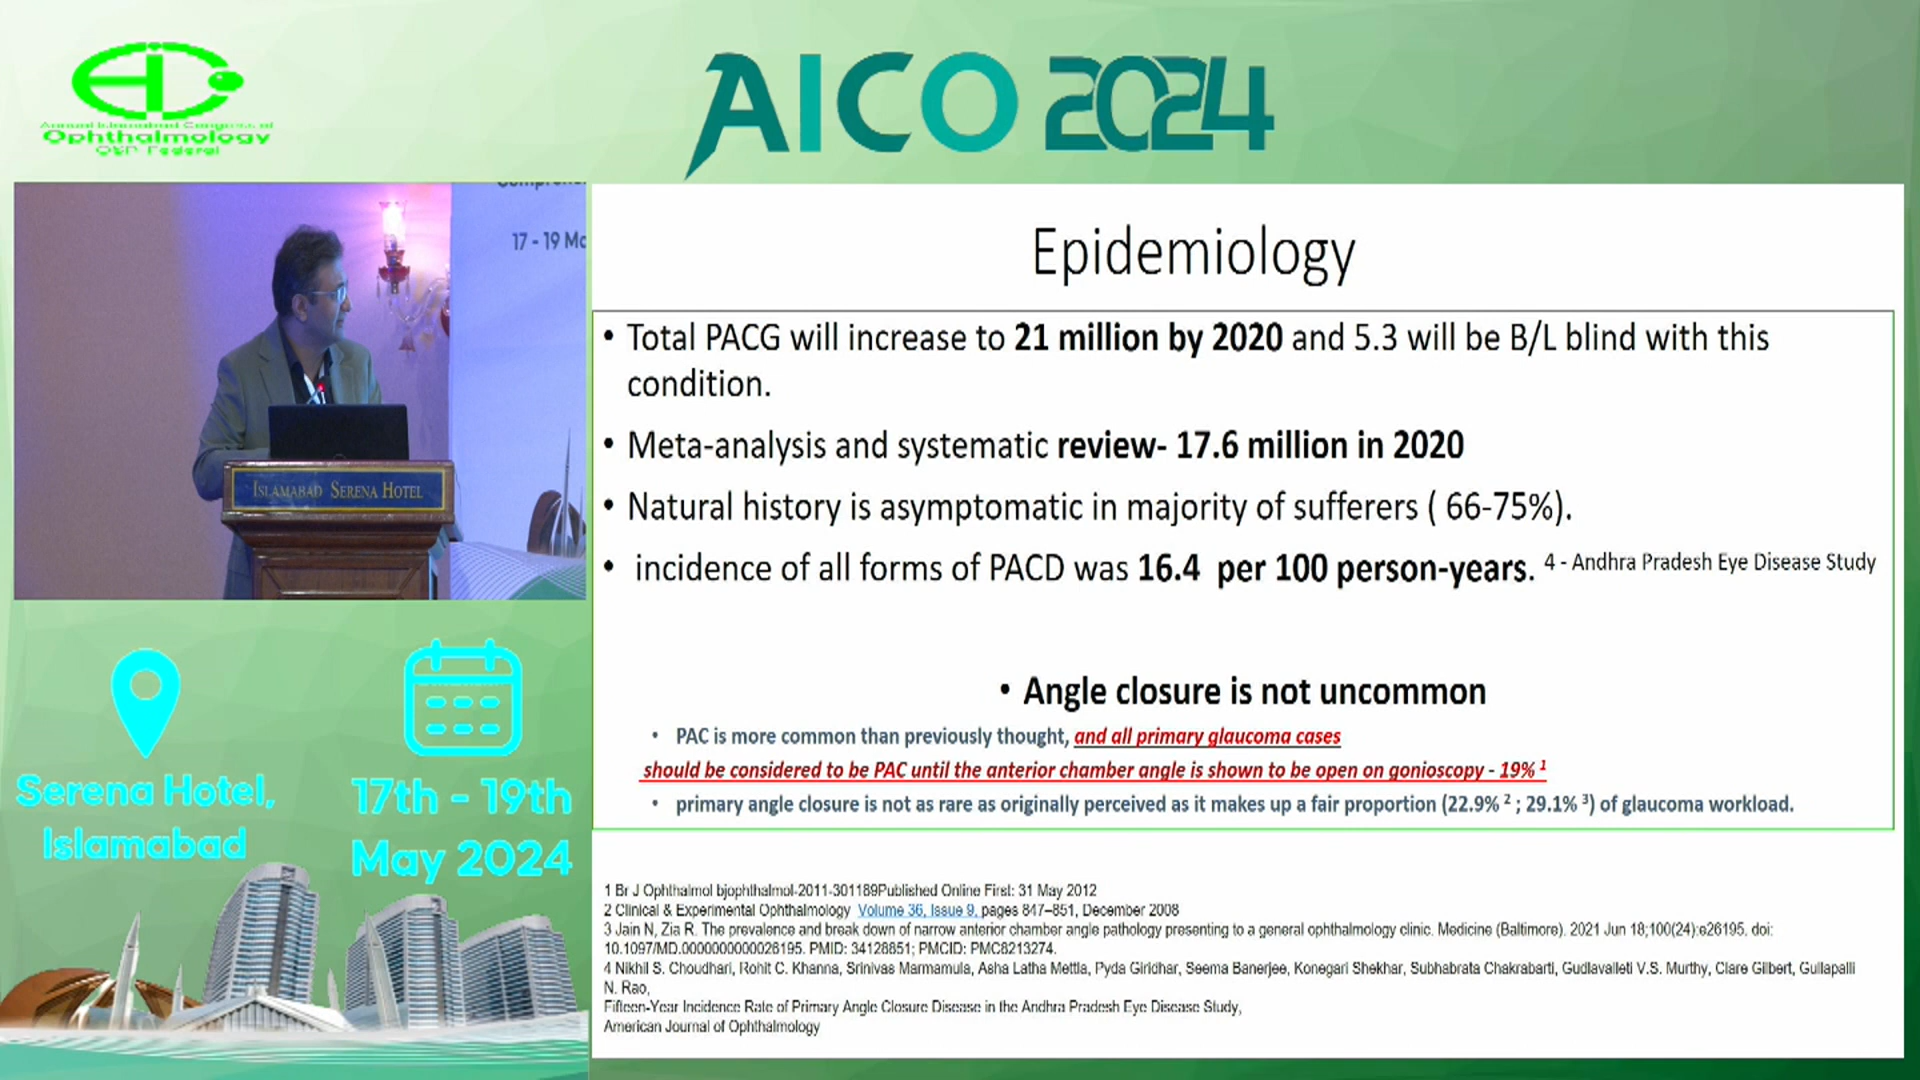 Annual Islamabad Congress of
Ophthalmology
OSP Federal
AICO 2024
17 - 19 Ma
ISLAMABAD SERENA HOTEL
Serena Hotel,
Islamabad
17th - 19th
May 2024
Epidemiology
• Total PACG will increase to 21 million by 2020 and 5.3 will be B/L blind with this
condition.
• Meta-analysis and systematic review- 17.6 million in 2020
• Natural history is asymptomatic in majority of sufferers ( 66-75%).
• incidence of all forms of PACD was 16.4 per 100 person-years. 4 - Andhra Pradesh Eye Disease Study
• Angle closure is not uncommon
• PAC is more common than previously thought, and all primary glaucoma cases
should be considered to be PAC until the anterior chamber angle is shown to be open on gonioscopy - 19% 1
• primary angle closure is not as rare as originally perceived as it makes up a fair proportion (22.9% 2 ; 29.1% 3) of glaucoma workload.
1 Br J Ophthalmol bjophthalmol-2011-301189Published Online First: 31 May 2012
2 Clinical & Experimental Ophthalmology Volume 36, Issue 9, pages 847–851, December 2008
3 Jain N, Zia R. The prevalence and break down of narrow anterior chamber angle pathology presenting to a general ophthalmology clinic. Medicine (Baltimore). 2021 Jun 18;100(24):e26195. doi:
10.1097/MD.0000000000026195. PMID: 34128851; PMCID: PMC8213274.
4 Nikhil S. Choudhari, Rohit C. Khanna, Srinivas Marmamula, Asha Latha Mettla, Pyda Giridhar, Seema Banerjee, Konegari Shekhar, Subhabrata Chakrabarti, Gudlavalleti V.S. Murthy, Clare Gilbert, Gullapalli
N. Rao,
Fifteen-Year Incidence Rate of Primary Angle Closure Disease in the Andhra Pradesh Eye Disease Study,
American Journal of Ophthalmology